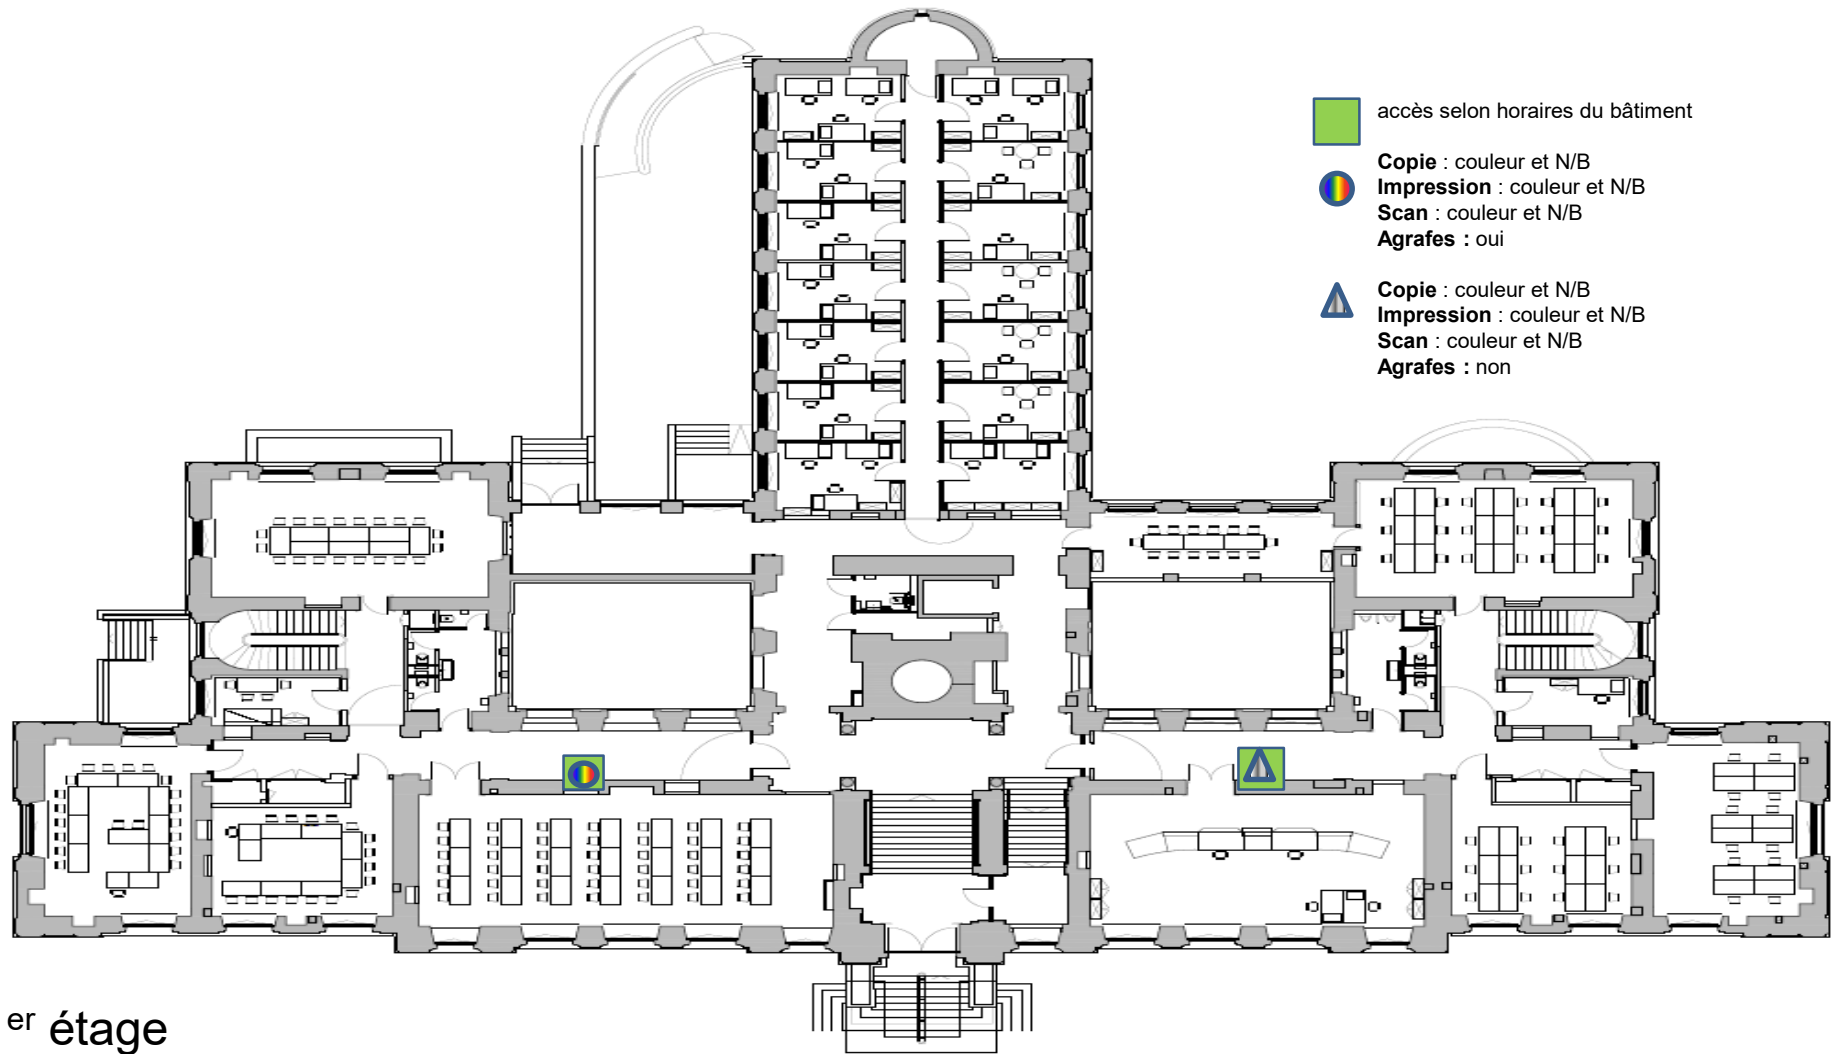 accès selon horaires du bâtiment
Copie : couleur et N/B
Impression : couleur et N/B
Scan : couleur et N/B
Agrafes : oui
Copie : couleur et N/B
Impression : couleur et N/B
Scan : couleur et N/B
Agrafes : non
er étage